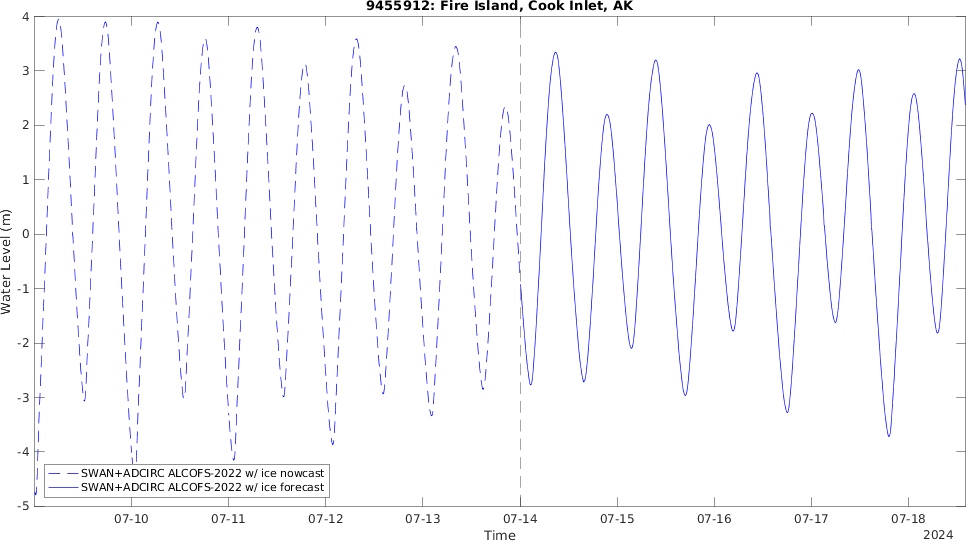 9455912: Fire Island, Cook Inlet, AK
4
3
2
1
0
-1
-2
-3
-4
-5
Water Level (m)
SWAN+ADCIRC ALCOFS-2022 w/ ice nowcast
SWAN+ADCIRC ALCOFS-2022 w/ ice forecast
07-10 07-11 07-12 07-13 07-14 07-15 07-16 07-17 07-18
Time
2024